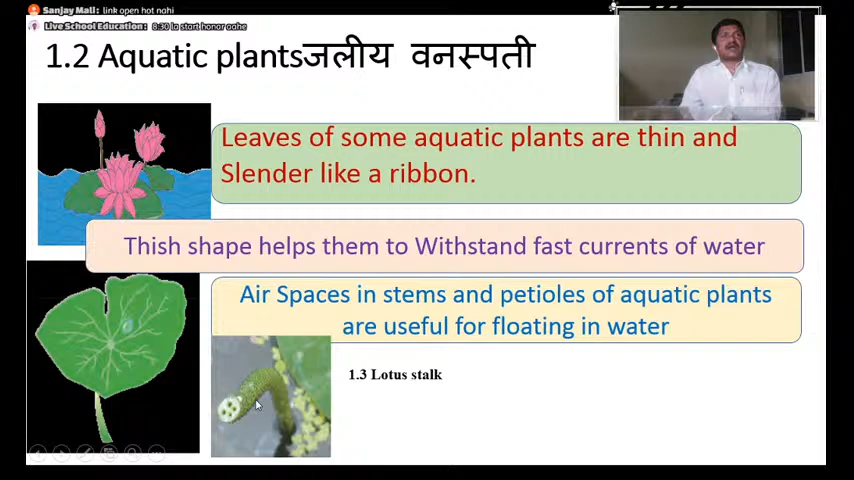 Sanjay Mali: link open hot nahi
Live School Education: 8:30 la start honar aahe
1.2 Aquatic plantsजलीय वनस्पती
Leaves of some aquatic plants are thin and
Slender like a ribbon.
Thish shape helps them to Withstand fast currents of water
Air Spaces in stems and petioles of aquatic plants
are useful for floating in water
1.3 Lotus stalk